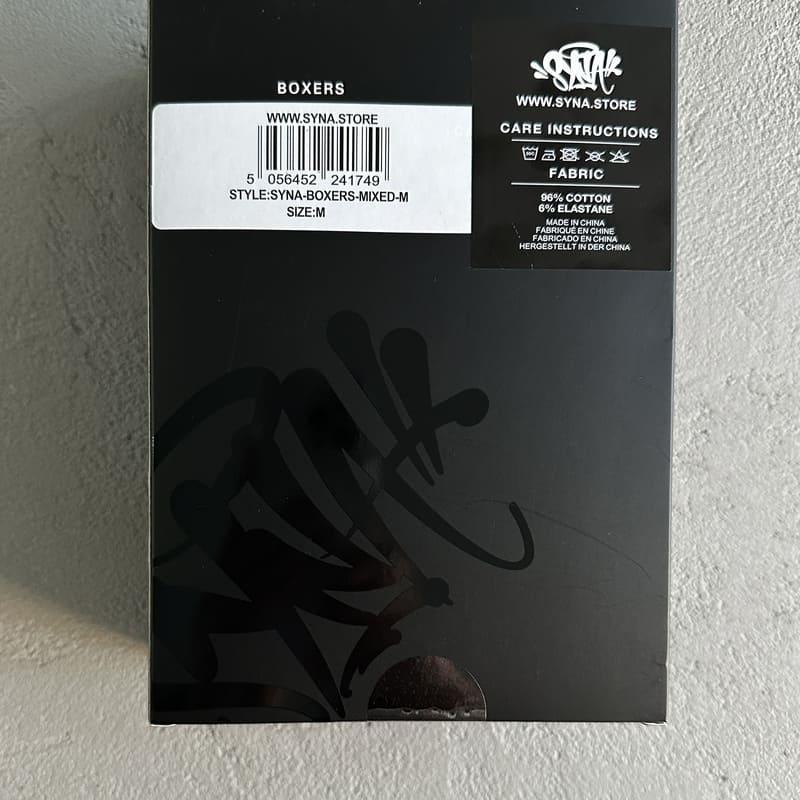 BOXERS
WWW.SYNA.STORE
5 056452 241749
STYLE:SYNA-BOXERS-MIXED-M
SIZE:M
SYNA
WWW.SYNA.STORE
CARE INSTRUCTIONS
FABRIC
96% COTTON
6% ELASTANE
MADE IN CHINA
FABRIQUÉ EN CHINE
FABRICADO EN CHINA
HERGESTELLT IN DER CHINA